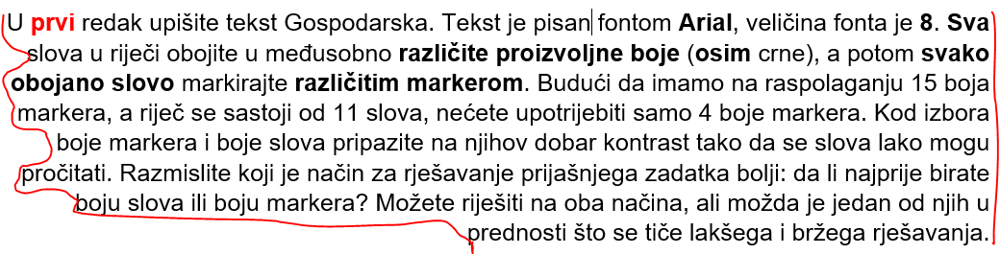 U prvi redak upišite tekst Gospodarska. Tekst je pisan fontom Arial, veličina fonta je 8. Sva
slova u riječi obojite u međusobno različite proizvoljne boje (osim crne), a potom svako
obojano slovo markirajte različitim markerom. Budući da imamo na raspolaganju 15 boja
markera, a riječ se sastoji od 11 slova, nećete upotrijebiti samo 4 boje markera. Kod izbora
boje markera i boje slova pripazite na njihov dobar kontrast tako da se slova lako mogu
pročitati. Razmislite koji je način za rješavanje prijašnjega zadatka bolji: da li najprije birate
boju slova ili boju markera? Možete riješiti na oba načina, ali možda je jedan od njih u
prednosti što se tiče lakšega i bržega rješavanja.